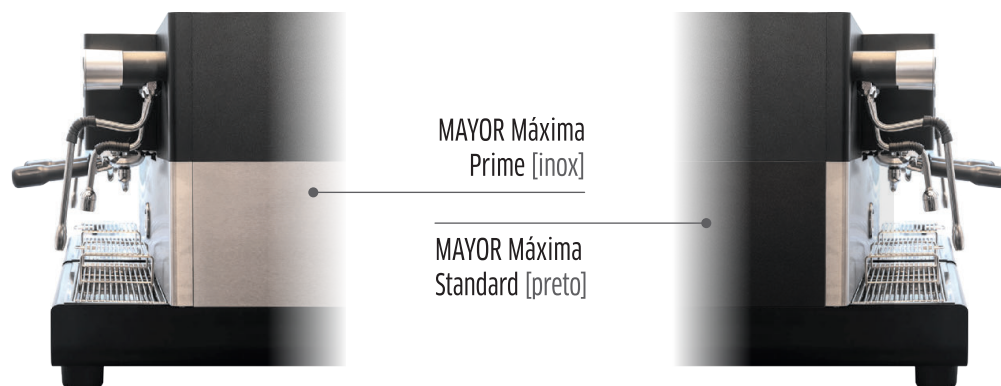 MAYOR Máxima
Prime [inox]
MAYOR Máxima
Standard [preto]